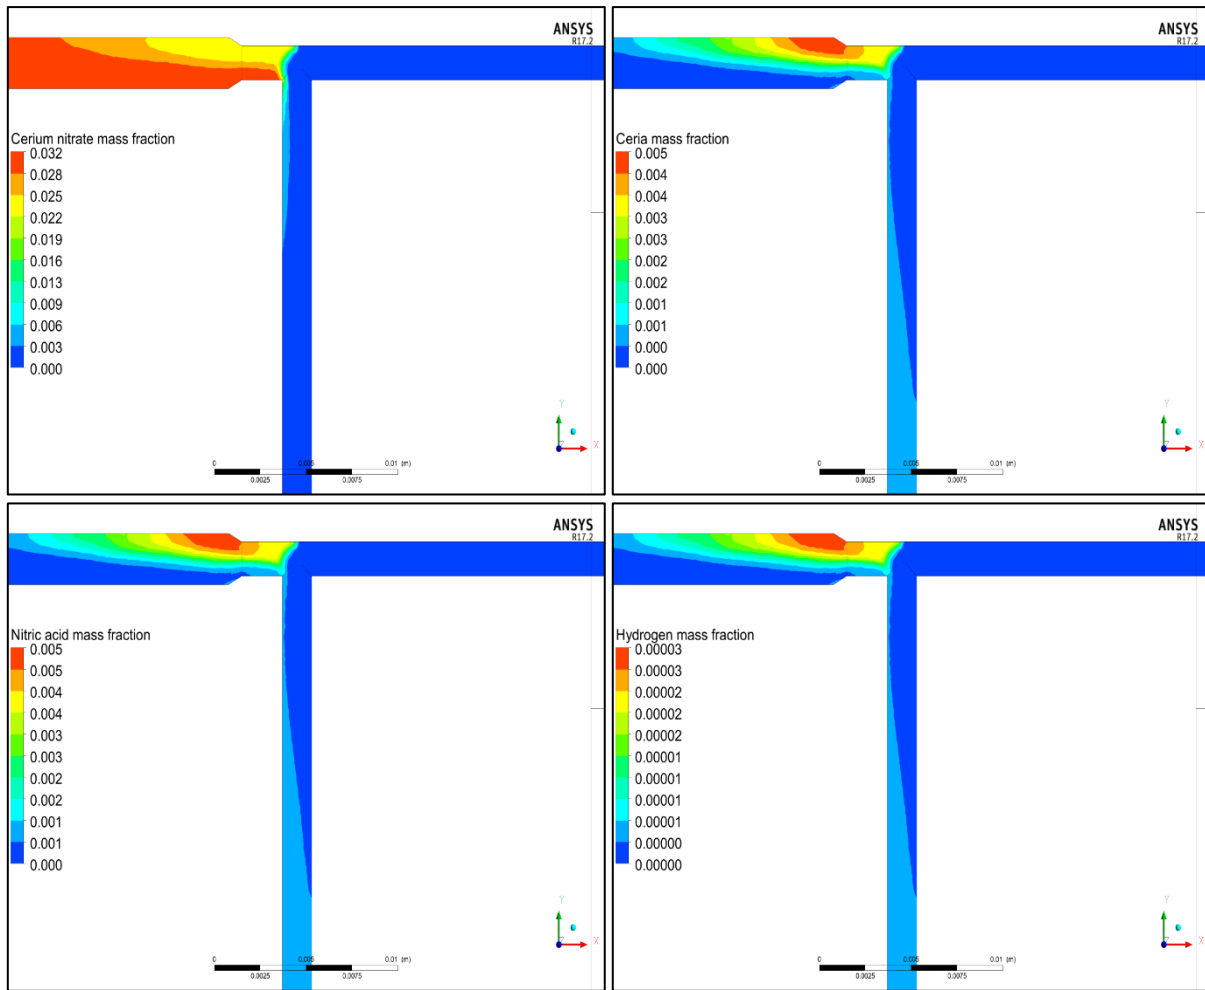 ANSYS
R17.2
Cerium nitrate mass fraction
0.032
0.028
0.025
0.022
0.019
0.016
0.013
0.009
0.006
0.003
0.000
Y
X
Z
0 0.005 0.01 (m)
0.0025 0.0075
ANSYS
R17.2
Ceria mass fraction
0.005
0.004
0.004
0.003
0.003
0.002
0.002
0.001
0.001
0.000
0.000
Y
X
Z
0 0.005 0.01 (m)
0.0025 0.0075
ANSYS
R17.2
Nitric acid mass fraction
0.005
0.005
0.004
0.004
0.003
0.003
0.002
0.002
0.001
0.001
0.000
Y
X
Z
0 0.005 0.01 (m)
0.0025 0.0075
ANSYS
R17.2
Hydrogen mass fraction
0.00003
0.00003
0.00002
0.00002
0.00002
0.00001
0.00001
0.00001
0.00001
0.00000
0.00000
Y
X
Z
0 0.005 0.01 (m)
0.0025 0.0075